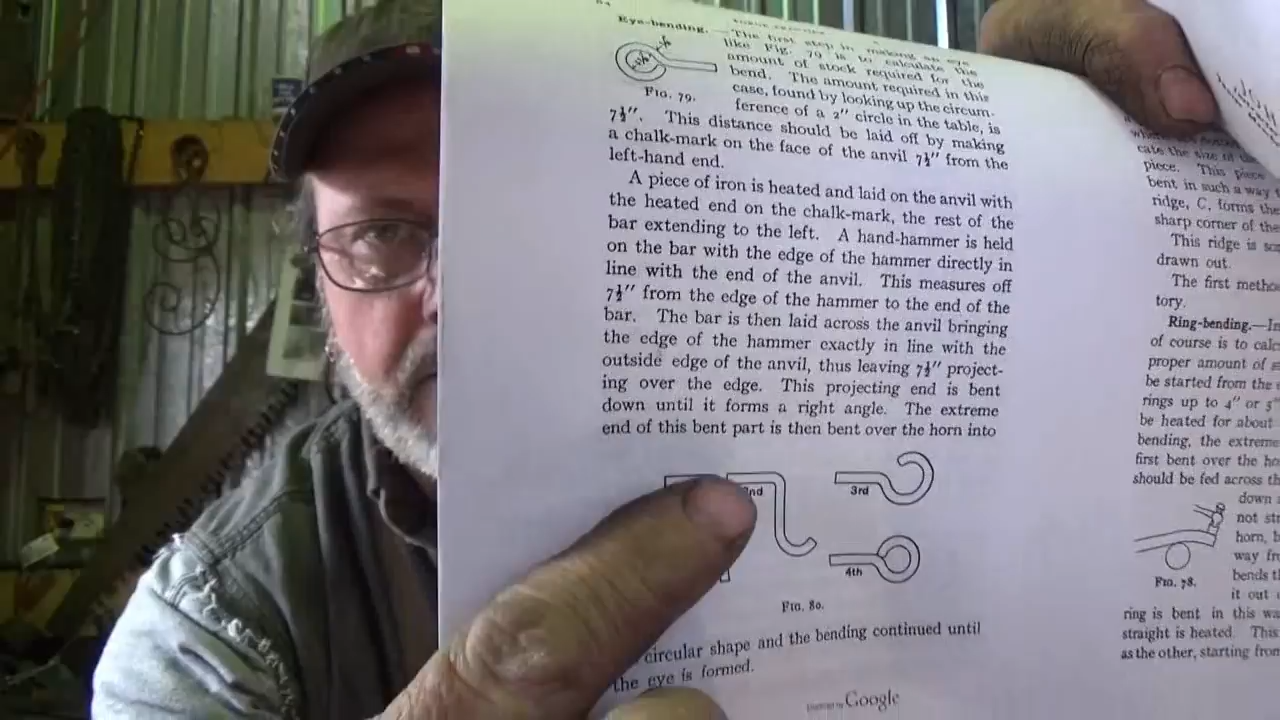 Eye-bending.—The first step in making an eye
like Fig. 79 is to calculate the
amount of stock required for the
bend. The amount required in this
case, found by looking up the circum-
ference of a 2" circle in the table, is
FIG. 79.
7½". This distance should be laid off by making
a chalk-mark on the face of the anvil 7½" from the
left-hand end.
A piece of iron is heated and laid on the anvil with
the heated end on the chalk-mark, the rest of the
bar extending to the left. A hand-hammer is held
on the bar with the edge of the hammer directly in
line with the end of the anvil. This measures off
7½" from the edge of the hammer to the end of the
bar. The bar is then laid across the anvil bringing
the edge of the hammer exactly in line with the
outside edge of the anvil, thus leaving 7½" project-
ing over the edge. This projecting end is bent
down until it forms a right angle. The extreme
end of this bent part is then bent over the horn into
2nd
3rd
4th
FIG. 80.
circular shape and the bending continued until
the eye is formed.
Google
cate the size of
piece. This piece
bent in such a way
ridge, C, forms the
sharp corner of the
This ridge is
drawn out.
The first
tory.
Ring-bending.—In
of course is to
proper amount of
be started from the
rings up to 4" or 5"
be heated for about
bending, the extreme
first bent over the
should be fed across
down
not
horn,
way
bends
it out
FIG. 78.
ring is bent in this
straight is heated. This
as the other, starting from